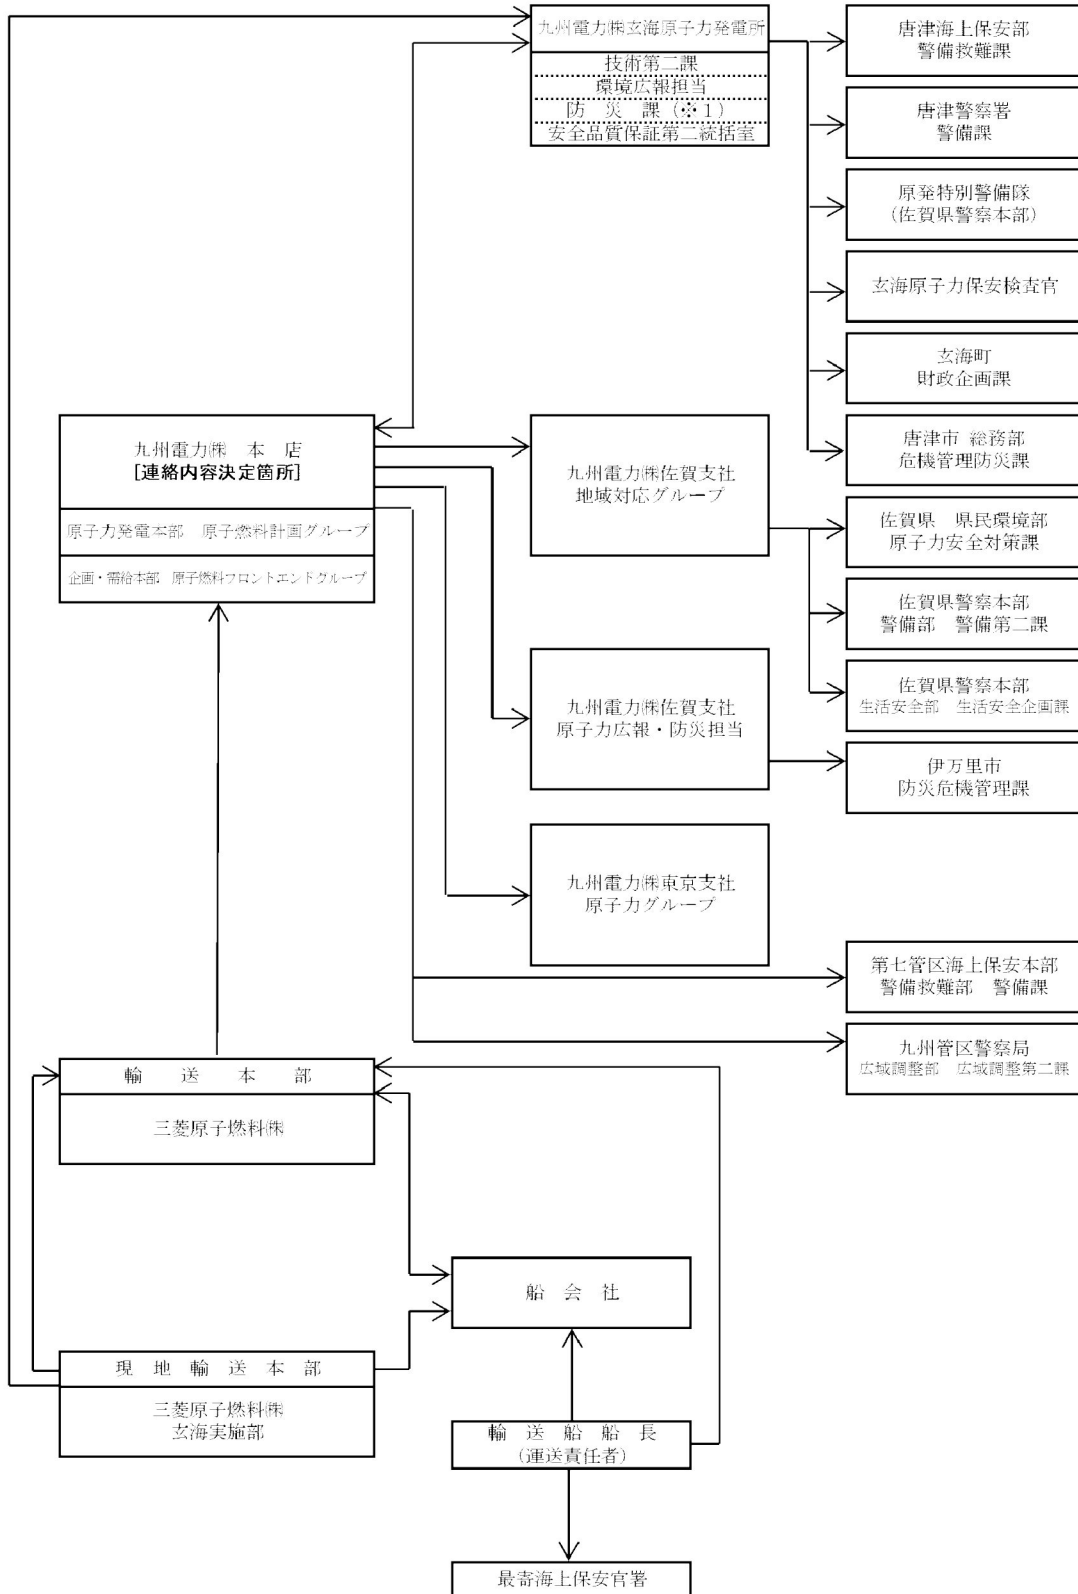 九州電力㈱玄海原子力発電所
技術第二課
環境広報担当
防　災　課（※１）
安全品質保証第二統括室
唐津海上保安部
警備救難課
唐津警察署
警備課
原発特別警備隊
(佐賀県警察本部)
玄海原子力保安検査官
玄海町
財政企画課
唐津市 総務部
危機管理防災課
九州電力㈱　本　店
[連絡内容決定箇所]
原子力発電本部　原子燃料計画グループ
企画・需給本部　原子燃料フロントエンドグループ
九州電力㈱佐賀支社
地域対応グループ
佐賀県　県民環境部
原子力安全対策課
佐賀県警察本部
警備部　警備第二課
佐賀県警察本部
生活安全部　生活安全企画課
九州電力㈱佐賀支社
原子力広報・防災担当
伊万里市
防災危機管理課
九州電力㈱東京支社
原子力グループ
第七管区海上保安本部
警備救難部　警備課
九州管区警察局
広域調整部　広域調整第二課
輸　送　本　部
三菱原子燃料㈱
船　会　社
現　地　輸　送　本　部
三菱原子燃料㈱
玄海実施部
輸　送　船　船　長
(運送責任者)
最寄海上保安官署